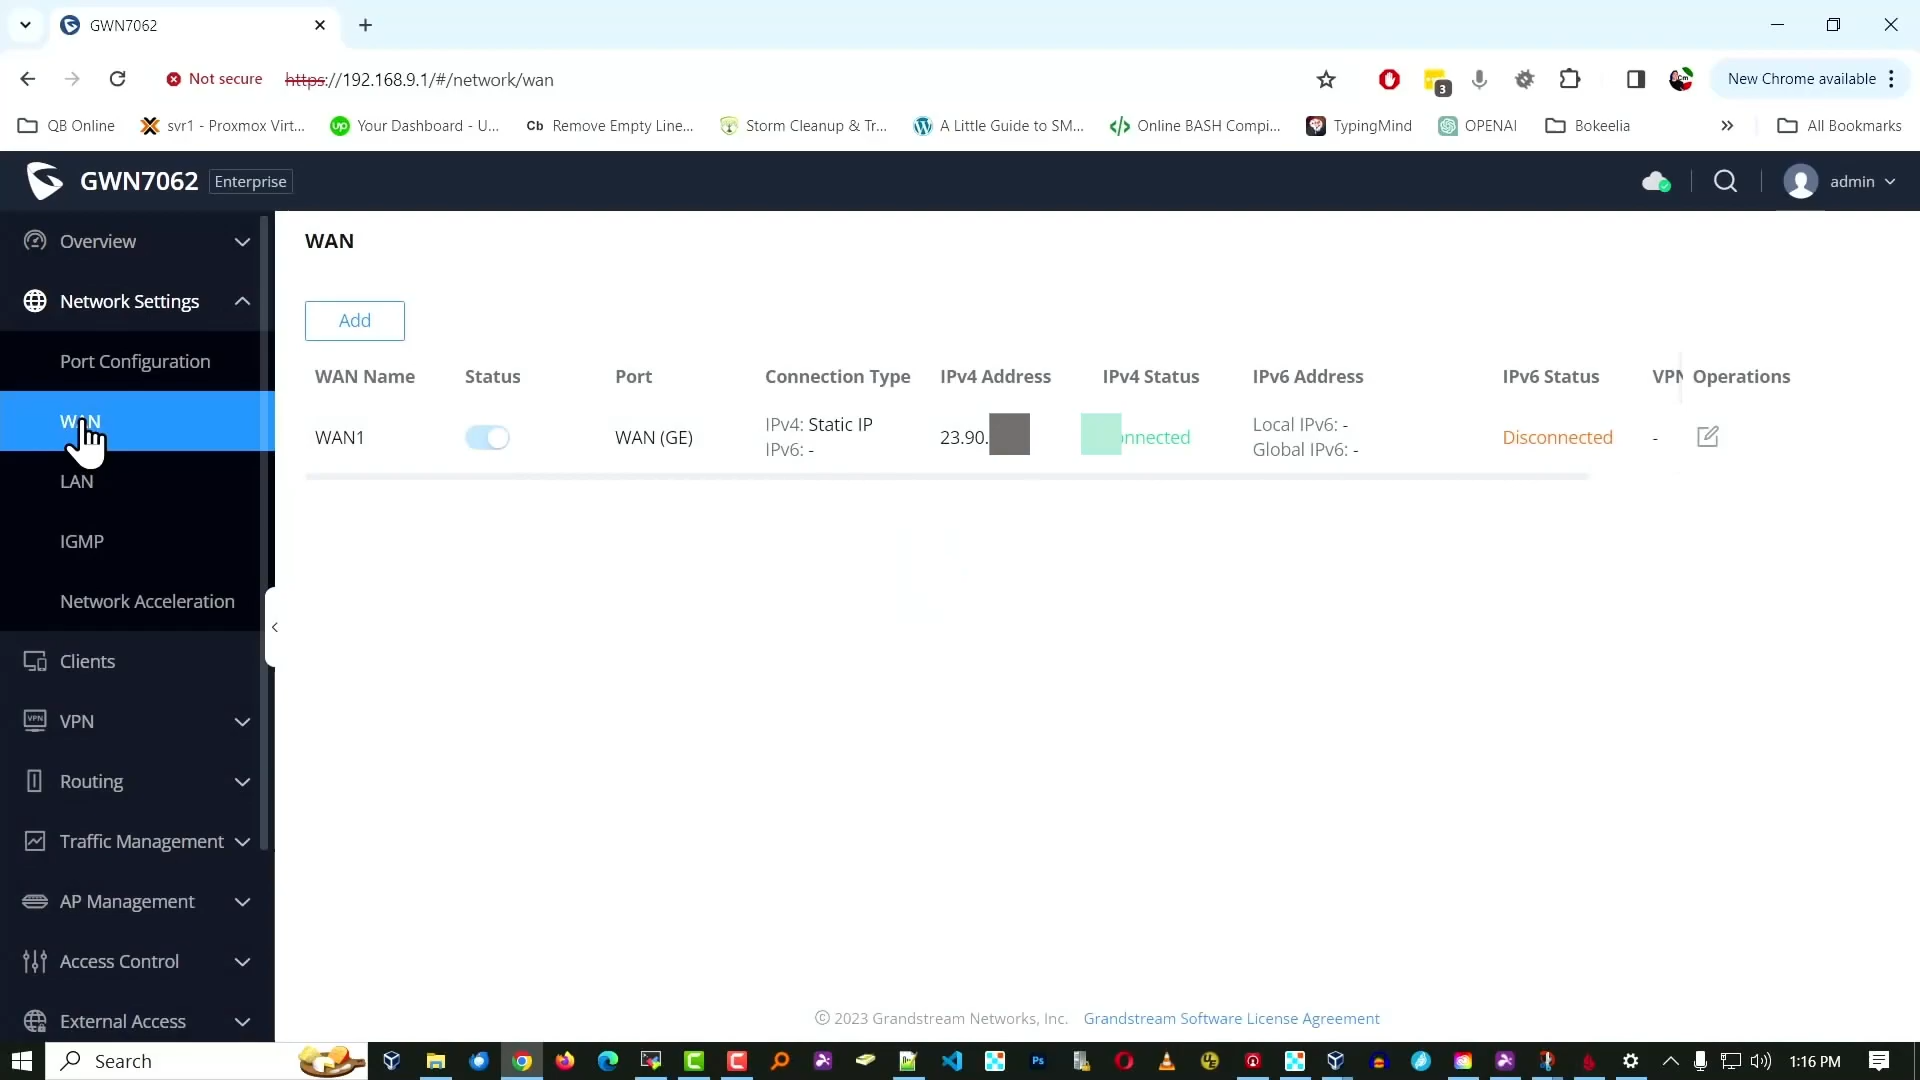 GWN7062
Not secure https://192.168.9.1/#/network/wan
3
New Chrome available
QB Online
svr1 - Proxmox Virt...
Your Dashboard - U...
Cb Remove Empty Line...
Storm Cleanup & Tr...
A Little Guide to SM...
Online BASH Compi...
TypingMind
OPENAI
Bokeelia
All Bookmarks
GWN7062 Enterprise
admin
Overview
Network Settings
Port Configuration
WAN
LAN
IGMP
Network Acceleration
Clients
VPN
Routing
Traffic Management
AP Management
Access Control
External Access
WAN
Add
WAN Name Status Port Connection Type IPv4 Address IPv4 Status IPv6 Address IPv6 Status VPN Operations
WAN1 WAN (GE) IPv4: Static IP 23.90. nnected Local IPv6: - Disconnected -
IPv6: - Global IPv6: -
© 2023 Grandstream Networks, Inc. Grandstream Software License Agreement
Search
1:16 PM